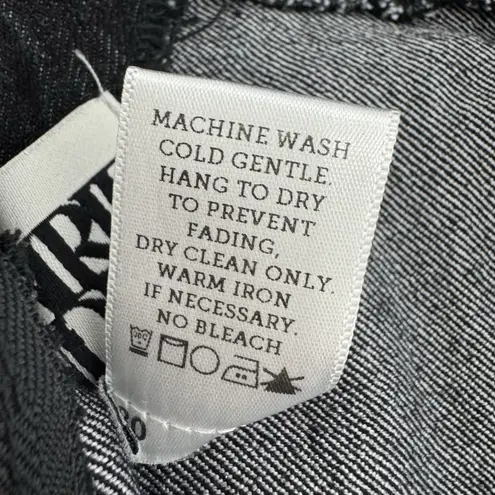 MACHINE WASH
COLD GENTLE.
HANG TO DRY
TO PREVENT
FADING,
DRY CLEAN ONLY.
WARM IRON
IF NECESSARY.
NO BLEACH